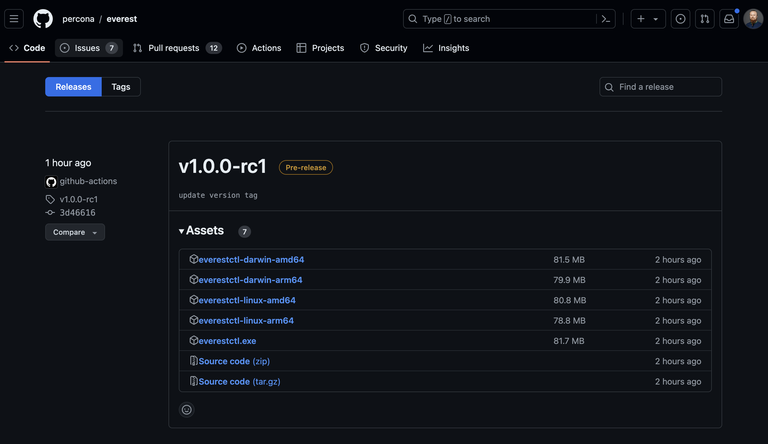 percona / everest
Type / to search
Code
Issues 7
Pull requests 12
Actions
Projects
Security
Insights
Releases
Tags
Find a release
1 hour ago
github-actions
v1.0.0-rc1
3d46616
Compare
v1.0.0-rc1 Pre-release
update version tag
Assets 7
everestctl-darwin-amd64 81.5 MB 2 hours ago
everestctl-darwin-arm64 79.9 MB 2 hours ago
everestctl-linux-amd64 80.8 MB 2 hours ago
everestctl-linux-arm64 78.8 MB 2 hours ago
everestctl.exe 81.7 MB 2 hours ago
Source code (zip) 2 hours ago
Source code (tar.gz) 2 hours ago